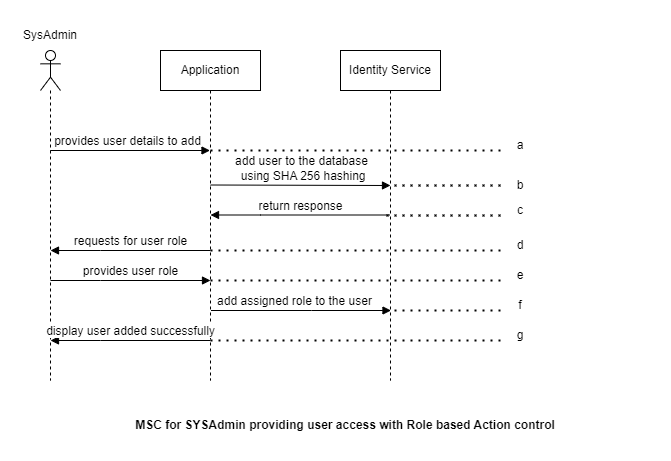 SysAdmin
Application
Identity Service
provides user details to add
a
add user to the database
using SHA 256 hashing
b
return response
c
requests for user role
d
provides user role
e
add assigned role to the user
f
display user added successfully
g
MSC for SYSAdmin providing user access with Role based Action control